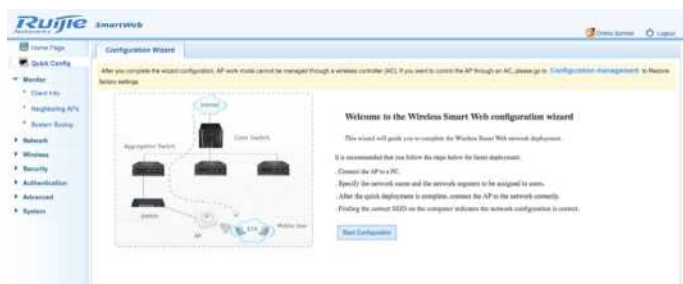 Ruijie SmartWeb
Networks
Online Service Logout
Home Page
Quick Config
Monitor
Client Info
Neighboring APs
System
Network
Wireless
Security
Authentication
Advanced
System
Configuration Wizard
After you complete the wizard configuration, AP work mode cannot be managed through a wireless controller (AC). If you want to control the AP through an AC, please go to Configuration management to Restore
factory settings
Internet
Core Switch
Aggregation Switch
Switch
AP
STA
Mobile User
Welcome to the Wireless Smart Web configuration wizard
This wizard will guide you to complete the Wireless Smart Web network deployment.
It is recommended that you follow the steps below for faster deployment.
. Connect the AP to a PC.
. Specify the network name and the network segment to be assigned to users.
. After the quick deployment is complete, connect the AP to the network correctly.
. Finding the correct SSID on the computer indicates the network configuration is correct.
Start Configuration